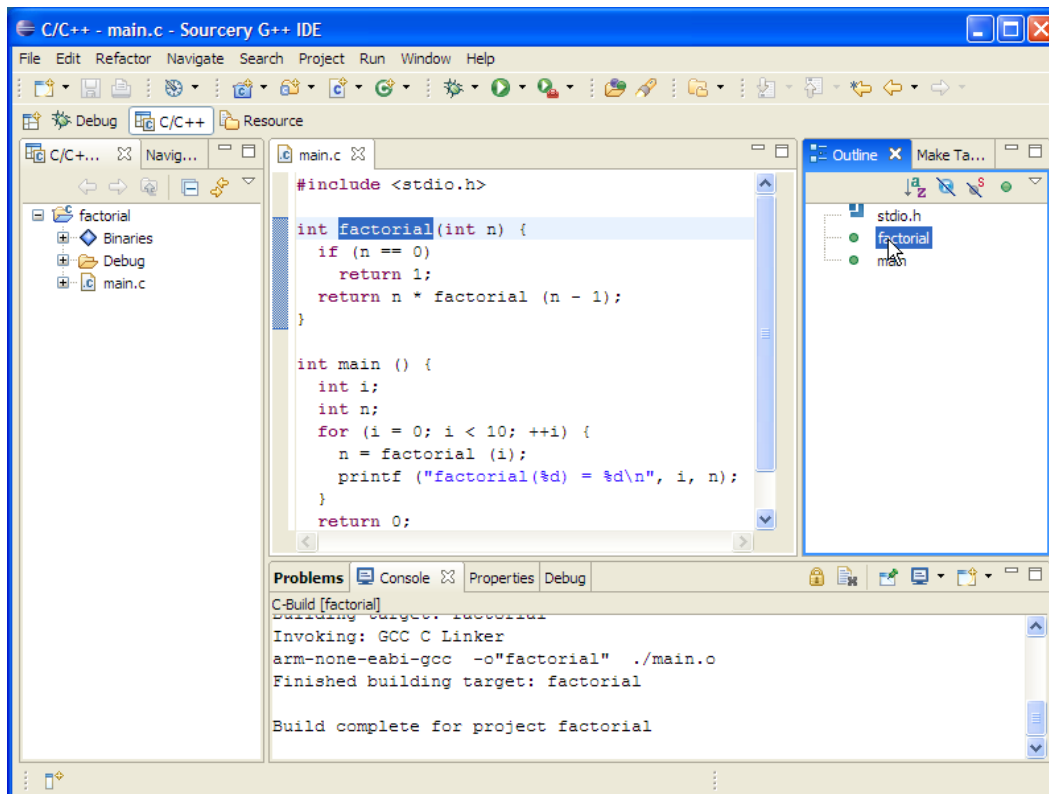 C/C++ - main.c - Sourcery G++ IDE
File Edit Refactor Navigate Search Project Run Window Help
Debug C/C++ Resource
C/C+... Navig...
factorial
Binaries
Debug
main.c
main.c
#include <stdio.h>
int factorial(int n) {
if (n == 0)
return 1;
return n * factorial (n - 1);
}
int main () {
int i;
int n;
for (i = 0; i < 10; ++i) {
n = factorial (i);
printf ("factorial(%d) = %d\n", i, n);
}
return 0;
Outline Make Ta...
stdio.h
factorial
main
Problems Console Properties Debug
C-Build [factorial]
Building target: factorial
Invoking: GCC C Linker
arm-none-eabi-gcc -o"factorial" ./main.o
Finished building target: factorial
Build complete for project factorial